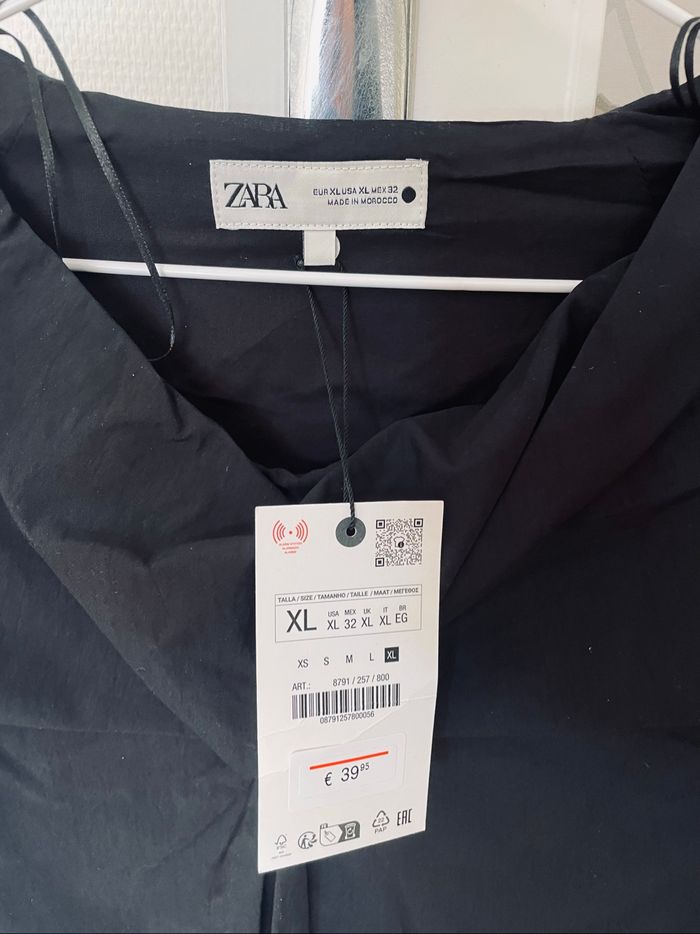 ZARA
EUR XL USA XL MEX 32
MADE IN MOROCCO
TALLA / SIZE / TAMANHO / TAILLE / MAAT / ΜΕΓΕΘΟΣ
XL
USA MEX UK IT BR
XL 32 XL XL EG
XS S M L XL
ART.: 8791 / 257 / 800
08791257800056
€ 39⁹⁵
FSC
22
PAP
EAC